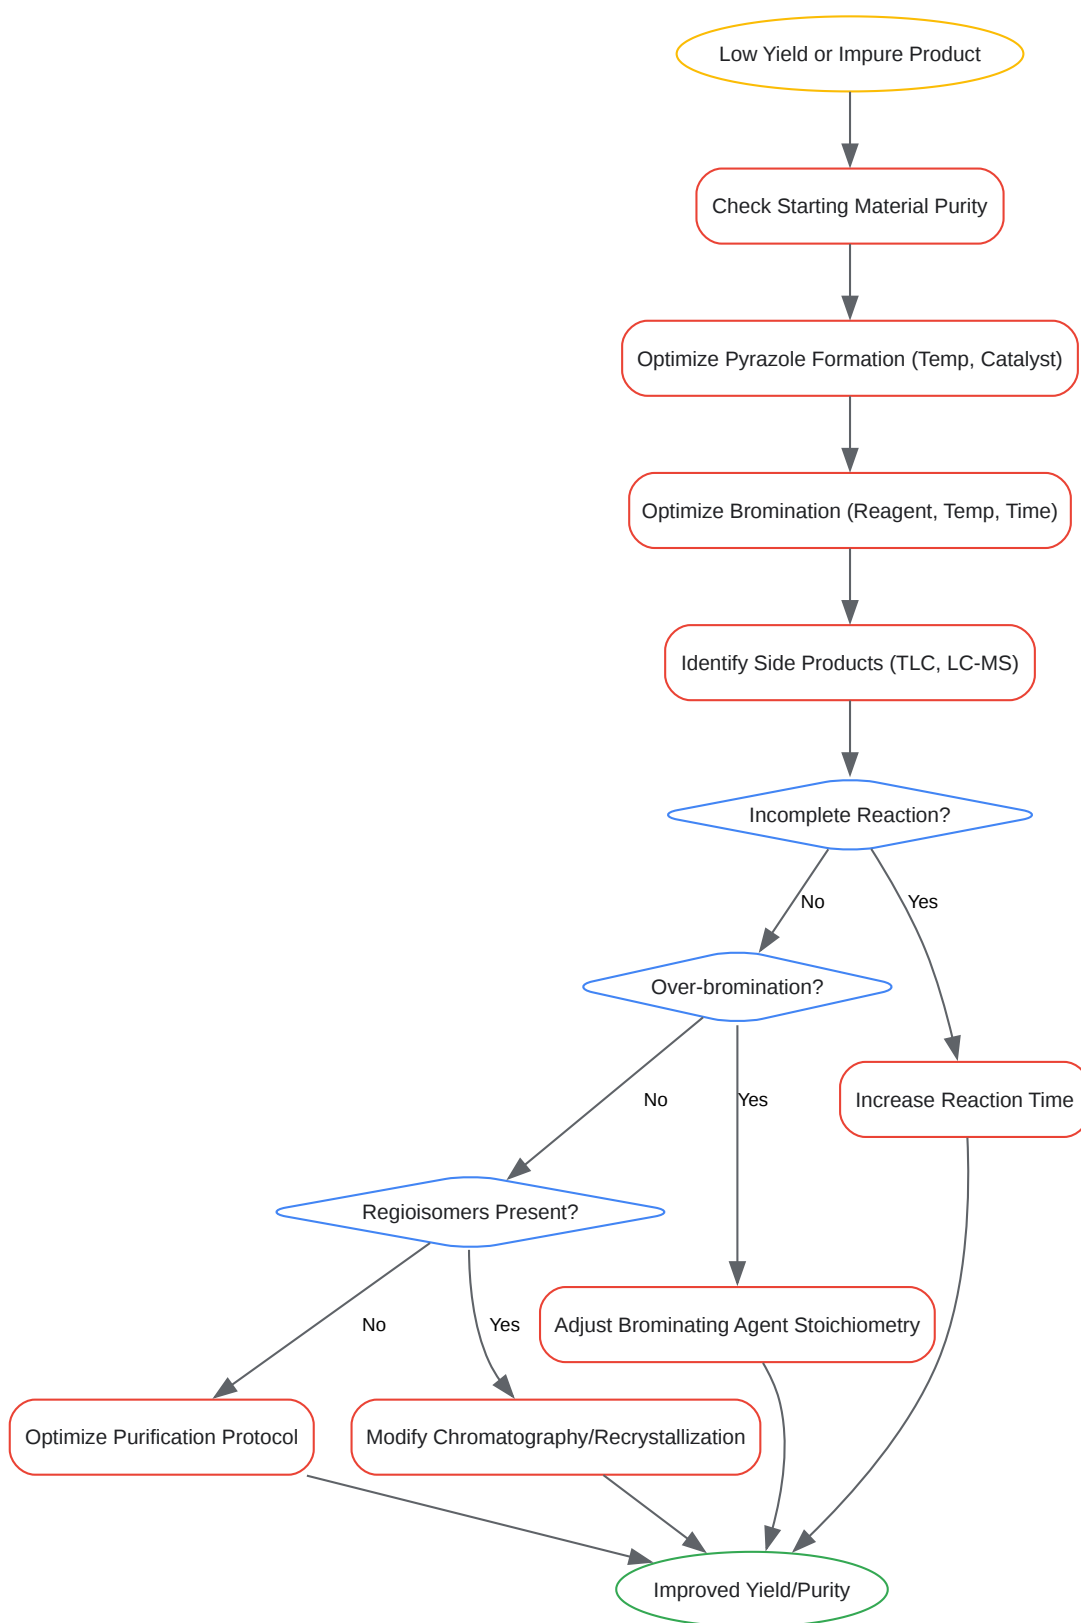 Low Yield or Impure Product
Check Starting Material Purity
Optimize Pyrazole Formation (Temp, Catalyst)
Optimize Bromination (Reagent, Temp, Time)
Identify Side Products (TLC, LC-MS)
Incomplete Reaction?
No
Yes
Over-bromination?
No
Yes
Increase Reaction Time
Regioisomers Present?
No
Yes
Adjust Brominating Agent Stoichiometry
Optimize Purification Protocol
Modify Chromatography/Recrystallization
Improved Yield/Purity